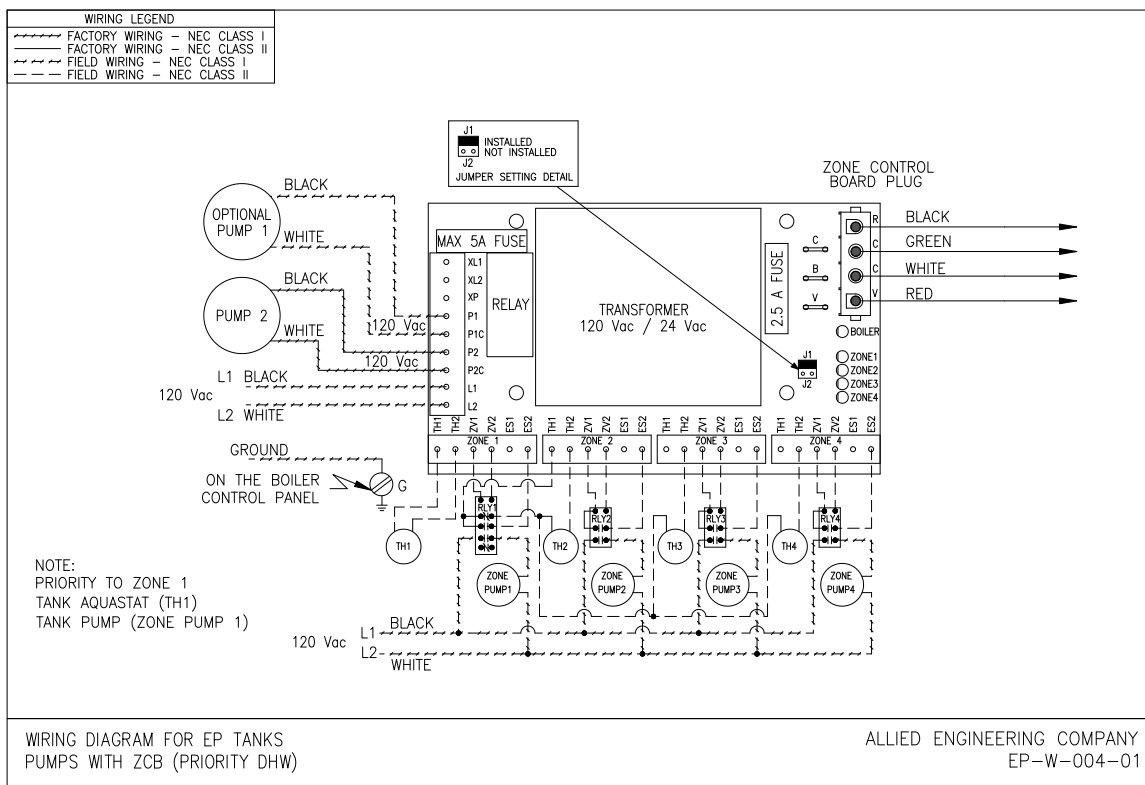 WIRING LEGEND
FACTORY WIRING – NEC CLASS I
FACTORY WIRING – NEC CLASS II
FIELD WIRING – NEC CLASS I
FIELD WIRING – NEC CLASS II
J1
INSTALLED
NOT INSTALLED
J2
JUMPER SETTING DETAIL
ZONE CONTROL
BOARD PLUG
OPTIONAL
PUMP 1
BLACK
WHITE
PUMP 2
BLACK
WHITE
120 Vac
120 Vac
L1 BLACK
120 Vac
L2 WHITE
GROUND
ON THE BOILER
CONTROL PANEL
G
MAX 5A FUSE
XL1
XL2
XP
P1
P1C
P2
P2C
L1
L2
RELAY
TRANSFORMER
120 Vac / 24 Vac
2.5 A FUSE
C
B
V
R
C
C
V
BLACK
GREEN
WHITE
RED
BOILER
ZONE1
ZONE2
ZONE3
ZONE4
J1
J2
TH1 TH2 ZV1 ZV2 ES1 ES2
TH1 TH2 ZV1 ZV2 ES1 ES2
TH1 TH2 ZV1 ZV2 ES1 ES2
TH1 TH2 ZV1 ZV2 ES1 ES2
ZONE 1
ZONE 2
ZONE 3
ZONE 4
RLY1
RLY2
RLY3
RLY4
TH1
TH2
TH3
TH4
ZONE
PUMP1
ZONE
PUMP2
ZONE
PUMP3
ZONE
PUMP4
NOTE:
PRIORITY TO ZONE 1
TANK AQUASTAT (TH1)
TANK PUMP (ZONE PUMP 1)
BLACK
L1
120 Vac
L2
WHITE
WIRING DIAGRAM FOR EP TANKS
PUMPS WITH ZCB (PRIORITY DHW)
ALLIED ENGINEERING COMPANY
EP–W–004–01